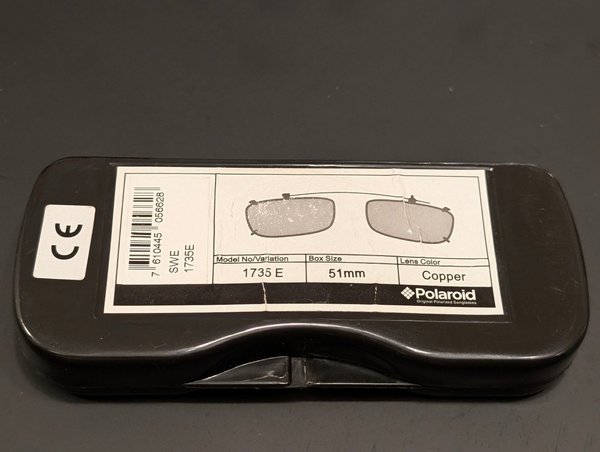 CE
7 610445 056628
SWE
1735E
Model No/Variation
Box Size
Lens Color
1735 E
51mm
Copper
Polaroid
Original Polarized Sunglasses